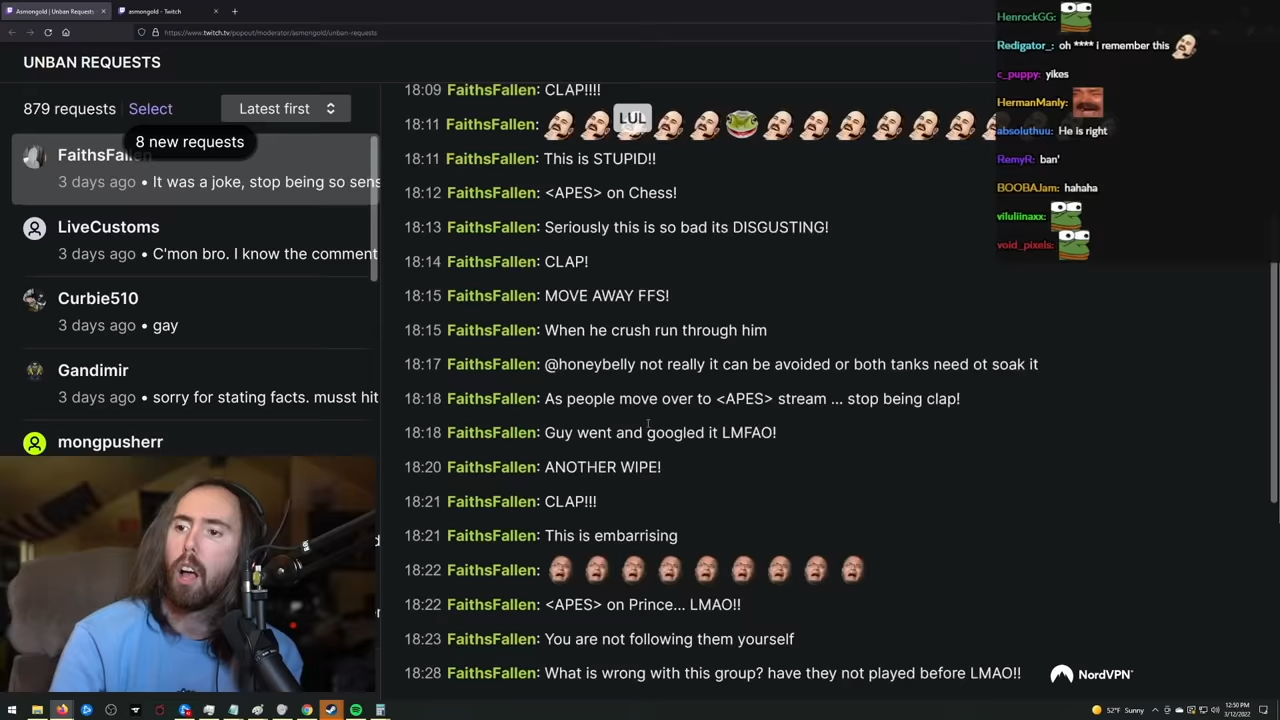 Asmongold | Unban Requests
asmongold - Twitch
https://www.twitch.tv/popout/moderator/asmongold/unban-requests
UNBAN REQUESTS
879 requests Select Latest first
8 new requests
FaithsFallen
3 days ago • It was a joke, stop being so sens
LiveCustoms
3 days ago • C'mon bro. I know the comment
Curbie510
3 days ago • gay
Gandimir
3 days ago • sorry for stating facts. musst hit
mongpusherr
18:09 FaithsFallen: CLAP!!!!
18:11 FaithsFallen:
LUL
18:11 FaithsFallen: This is STUPID!!
18:12 FaithsFallen: <APES> on Chess!
18:13 FaithsFallen: Seriously this is so bad its DISGUSTING!
18:14 FaithsFallen: CLAP!
18:15 FaithsFallen: MOVE AWAY FFS!
18:15 FaithsFallen: When he crush run through him
18:17 FaithsFallen: @honeybelly not really it can be avoided or both tanks need ot soak it
18:18 FaithsFallen: As people move over to <APES> stream ... stop being clap!
18:18 FaithsFallen: Guy went and googled it LMFAO!
18:20 FaithsFallen: ANOTHER WIPE!
18:21 FaithsFallen: CLAP!!!
18:21 FaithsFallen: This is embarrising
18:22 FaithsFallen:
18:22 FaithsFallen: <APES> on Prince... LMAO!!
18:23 FaithsFallen: You are not following them yourself
18:28 FaithsFallen: What is wrong with this group? have they not played before LMAO!!
HenrockGG:
Redigator_: oh **** i remember this
c_puppy: yikes
HermanManly:
absoluthuu: He is right
RemyR: ban'
BOOBAJam: hahaha
viluliinaxx:
void_pixels:
NordVPN
52°F Sunny
12:50 PM
3/12/2022